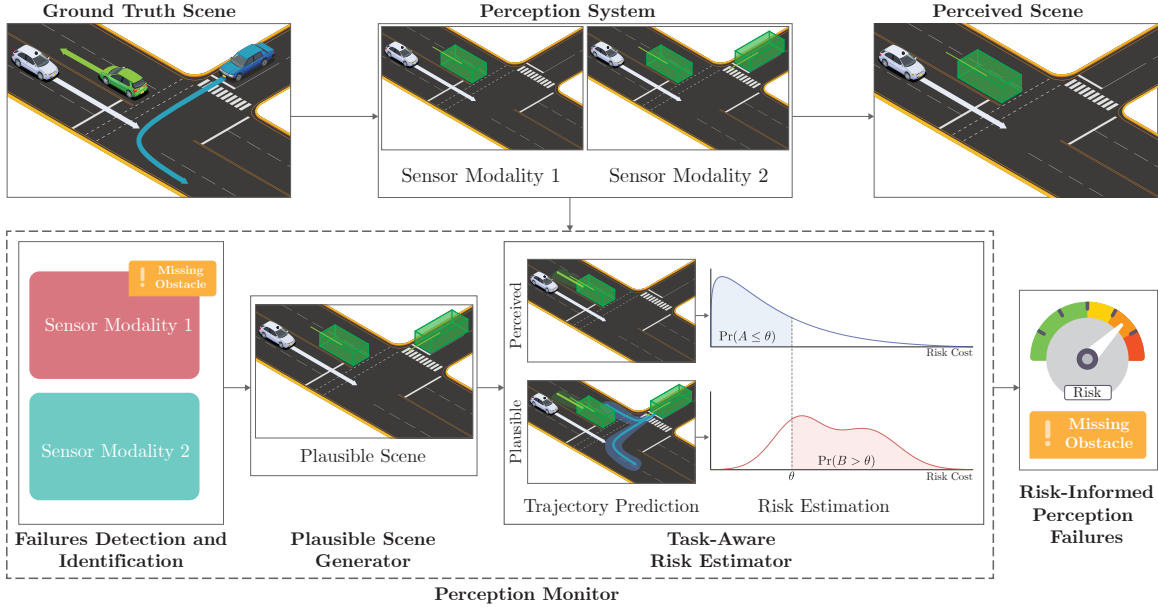 Ground Truth Scene
Perception System
Perceived Scene
Sensor Modality 1
Sensor Modality 2
! Missing
Obstacle
Sensor Modality 1
Sensor Modality 2
Failures Detection and
Identification
Plausible Scene
Plausible Scene
Generator
Perceived
Plausible
Pr(A ≤ θ)
Risk Cost
Pr(B > θ)
θ
Risk Cost
Trajectory Prediction
Risk Estimation
Task-Aware
Risk Estimator
Perception Monitor
Risk
! Missing
Obstacle
Risk-Informed
Perception
Failures